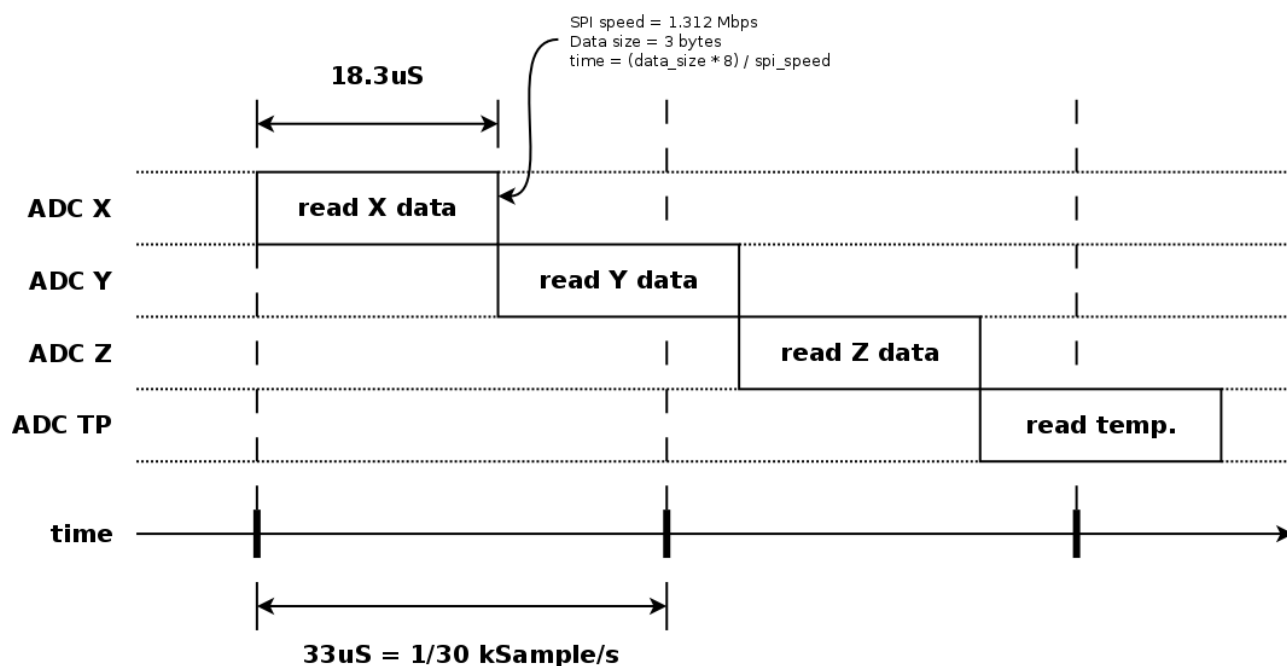 SPI speed = 1.312 Mbps
Data size = 3 bytes
time = (data_size * 8) / spi_speed
18.3uS
ADC X
read X data
ADC Y
read Y data
ADC Z
read Z data
ADC TP
read temp.
time
33uS = 1/30 kSample/s